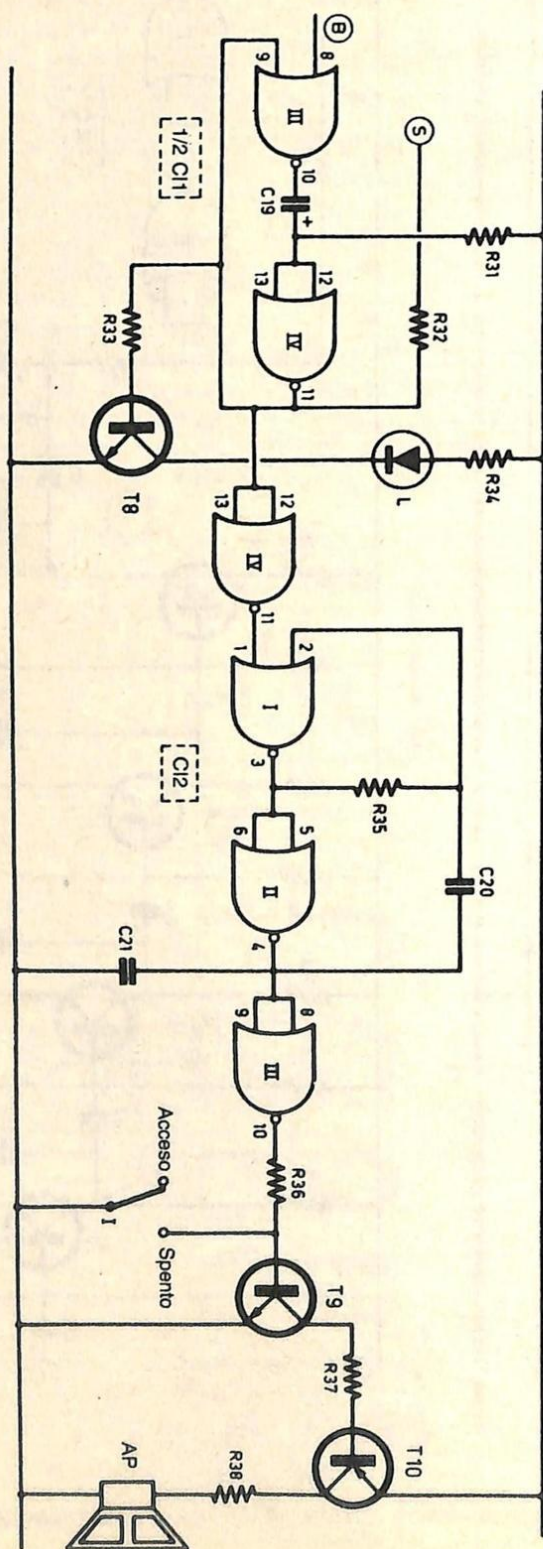 B
8
9
III
10
1/2 CI1
C19
+
S
R31
12
13
IV
11
R32
R33
T8
L
R34
12
13
IV
11
1
2
I
3
CI2
R35
C20
5
6
II
4
C21
8
9
III
10
R36
Acceso
I
Spento
T9
R37
T10
R38
AP